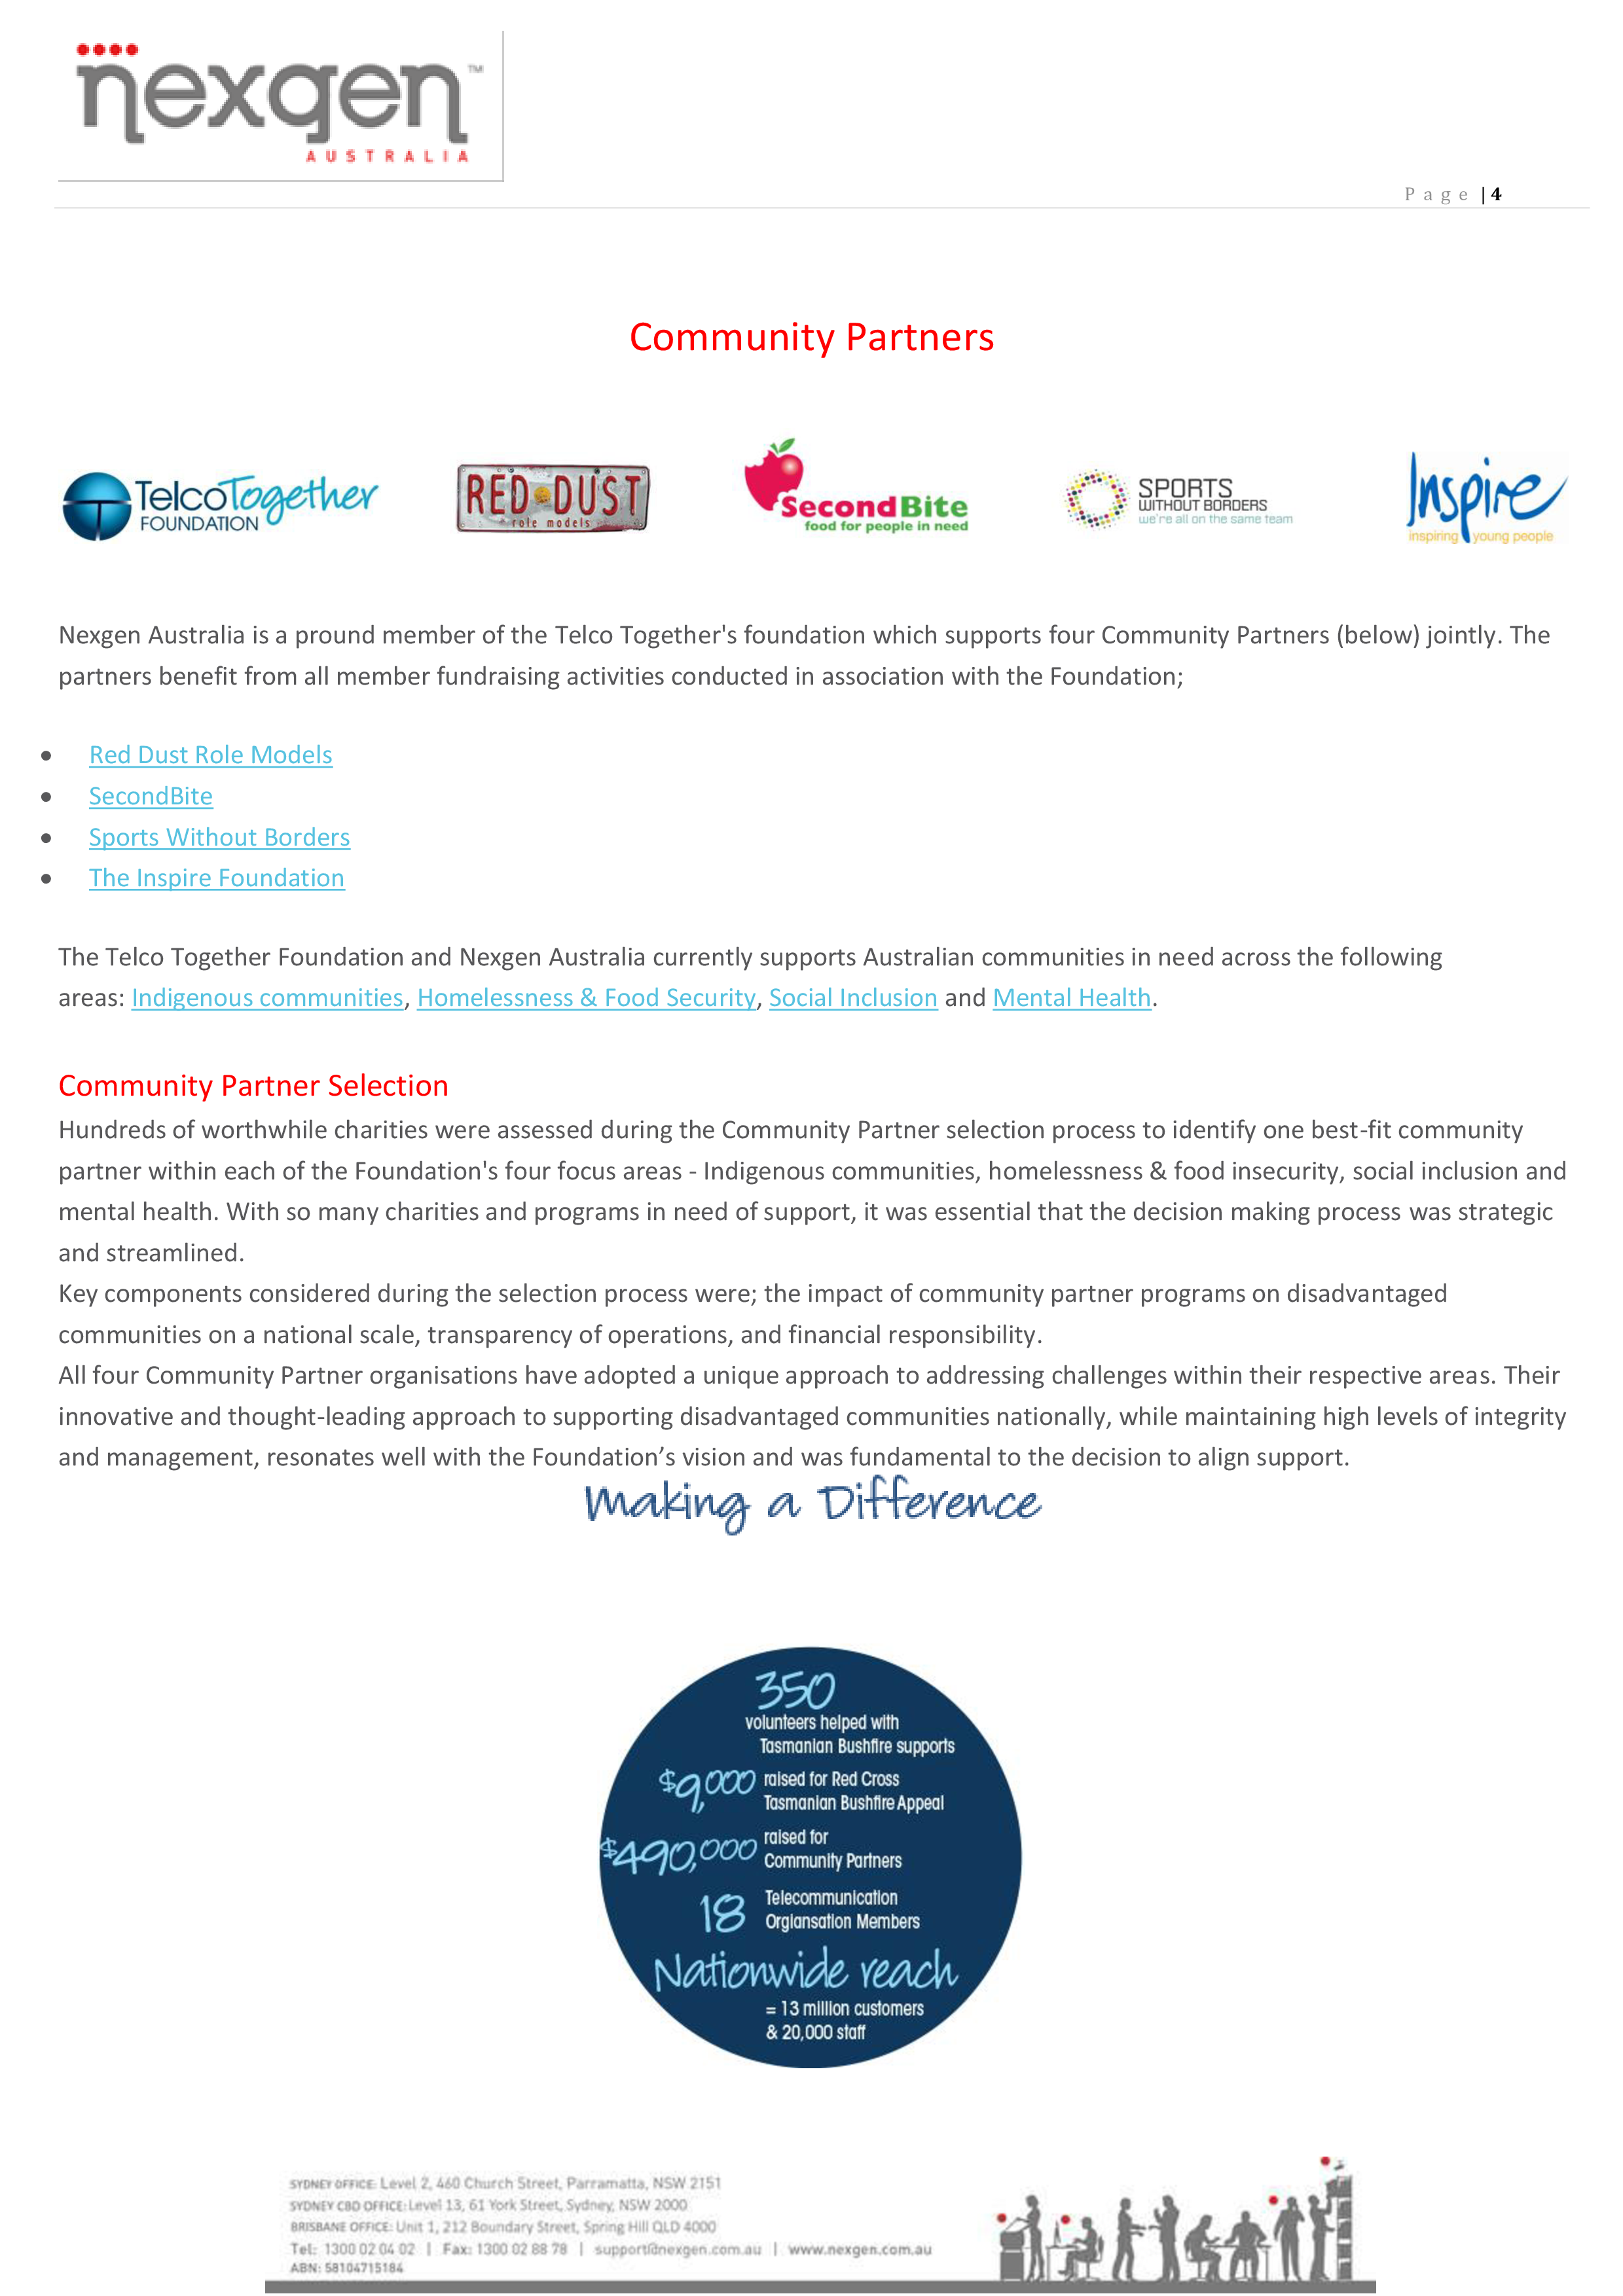 nexgen™
AUSTRALIA
Page | 4
Community Partners
TelcoTogether
FOUNDATION
RED DUST
role models
SecondBite
food for people in need
SPORTS
WITHOUT BORDERS
we're all on the same team
Inspire
inspiring young people
Nexgen Australia is a pround member of the Telco Together's foundation which supports four Community Partners (below) jointly. The
partners benefit from all member fundraising activities conducted in association with the Foundation;
• Red Dust Role Models
• SecondBite
• Sports Without Borders
• The Inspire Foundation
The Telco Together Foundation and Nexgen Australia currently supports Australian communities in need across the following
areas: Indigenous communities, Homelessness & Food Security, Social Inclusion and Mental Health.
Community Partner Selection
Hundreds of worthwhile charities were assessed during the Community Partner selection process to identify one best-fit community
partner within each of the Foundation's four focus areas - Indigenous communities, homelessness & food insecurity, social inclusion and
mental health. With so many charities and programs in need of support, it was essential that the decision making process was strategic
and streamlined.
Key components considered during the selection process were; the impact of community partner programs on disadvantaged
communities on a national scale, transparency of operations, and financial responsibility.
All four Community Partner organisations have adopted a unique approach to addressing challenges within their respective areas. Their
innovative and thought-leading approach to supporting disadvantaged communities nationally, while maintaining high levels of integrity
and management, resonates well with the Foundation’s vision and was fundamental to the decision to align support.
Making a Difference
350
volunteers helped with
Tasmanian Bushfire supports
$9,000 raised for Red Cross
Tasmanian Bushfire Appeal
$490,000 raised for
Community Partners
18 Telecommunication
Orgiansation Members
Nationwide reach
= 13 million customers
& 20,000 staff
SYDNEY OFFICE: Level 2, 460 Church Street, Parramatta, NSW 2151
SYDNEY CBD OFFICE: Level 13, 61 York Street, Sydney, NSW 2000
BRISBANE OFFICE: Unit 1, 212 Boundary Street, Spring Hill QLD 4000
Tel: 1300 02 04 02 | Fax: 1300 02 88 78 | support@nexgen.com.au | www.nexgen.com.au
ABN: 58104715184